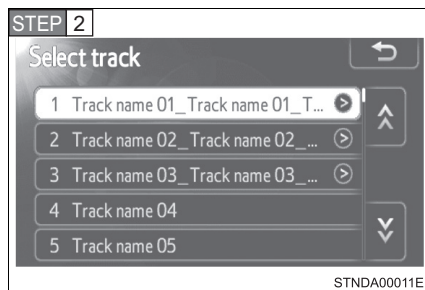 STEP 2
Select track
1 Track name 01_Track name 01_T...
2 Track name 02_Track name 02_...
3 Track name 03_Track name 03_...
4 Track name 04
5 Track name 05
STNDA00011E